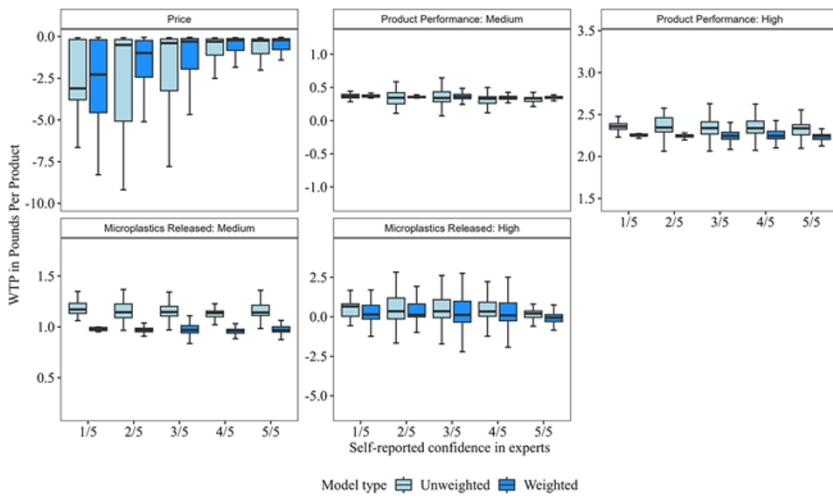 Price
Product Performance: Medium
Product Performance: High
0.0
-2.5
-5.0
-7.5
-10.0
1.0
0.5
0.0
-0.5
-1.0
3.5
3.0
2.5
2.0
1.5
1/5 2/5 3/5 4/5 5/5
Microplastics Released: Medium
Microplastics Released: High
1.5
1.0
0.5
2.5
0.0
-2.5
-5.0
1/5 2/5 3/5 4/5 5/5
1/5 2/5 3/5 4/5 5/5
WTP in Pounds Per Product
Self-reported confidence in experts
Model type Unweighted Weighted